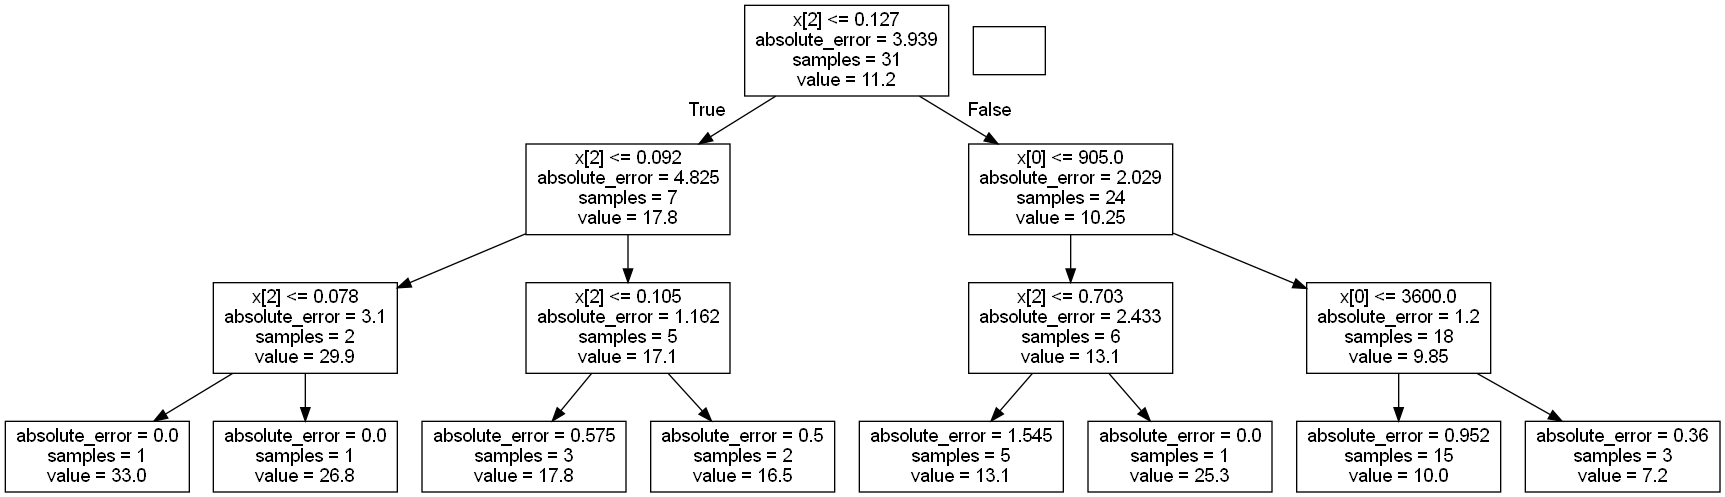 x[2] <= 0.127
absolute_error = 3.939
samples = 31
value = 11.2
True
False
x[2] <= 0.092
absolute_error = 4.825
samples = 7
value = 17.8
x[0] <= 905.0
absolute_error = 2.029
samples = 24
value = 10.25
x[2] <= 0.078
absolute_error = 3.1
samples = 2
value = 29.9
x[2] <= 0.105
absolute_error = 1.162
samples = 5
value = 17.1
x[2] <= 0.703
absolute_error = 2.433
samples = 6
value = 13.1
x[0] <= 3600.0
absolute_error = 1.2
samples = 18
value = 9.85
absolute_error = 0.0
samples = 1
value = 33.0
absolute_error = 0.0
samples = 1
value = 26.8
absolute_error = 0.575
samples = 3
value = 17.8
absolute_error = 0.5
samples = 2
value = 16.5
absolute_error = 1.545
samples = 5
value = 13.1
absolute_error = 0.0
samples = 1
value = 25.3
absolute_error = 0.952
samples = 15
value = 10.0
absolute_error = 0.36
samples = 3
value = 7.2